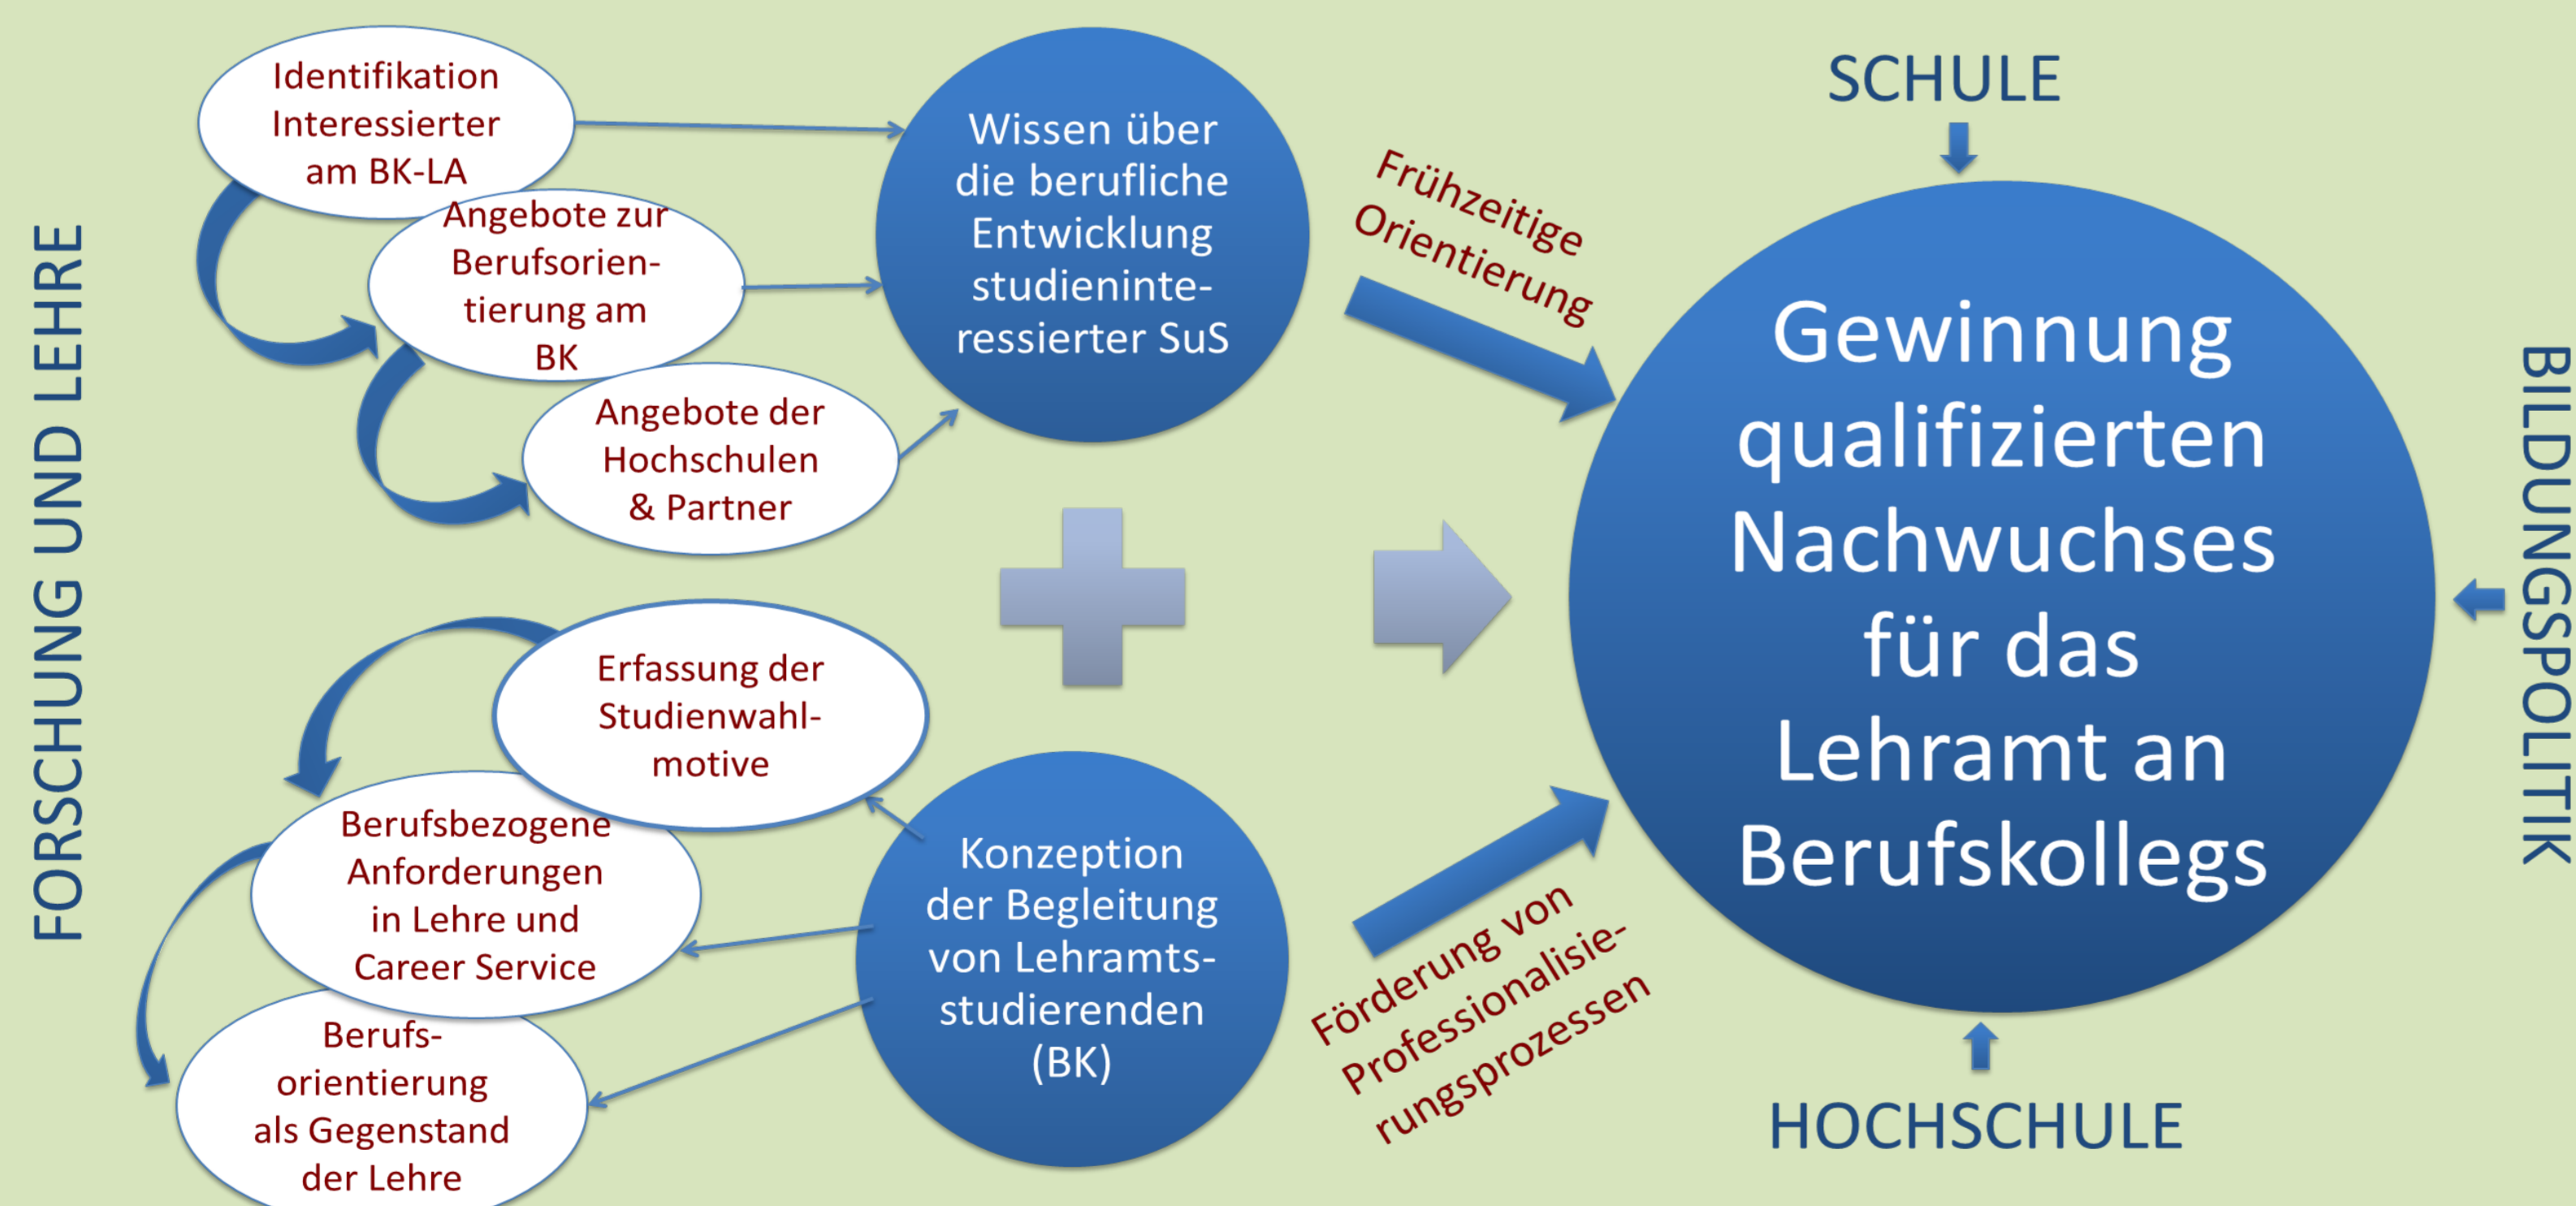 FORSCHUNG UND LEHRE
Identifikation
Interessierter
am BK-LA
Angebote zur
Berufsorien-
tierung am
BK
Angebote der
Hochschulen
& Partner
Wissen über
die berufliche
Entwicklung
studieninte-
ressierter SuS
Erfassung der
Studienwahl-
motive
Berufsbezogene
Anforderungen
in Lehre und
Career Service
Berufs-
orientierung
als Gegenstand
der Lehre
Konzeption
der Begleitung
von Lehramts-
studierenden
(BK)
Frühzeitige
Orientierung
Förderung von
Professionalisie-
rungsprozessen
SCHULE
Gewinnung
qualifizierten
Nachwuchses
für das
Lehramt an
Berufskollegs
HOCHSCHULE
BILDUNGSPOLITIK